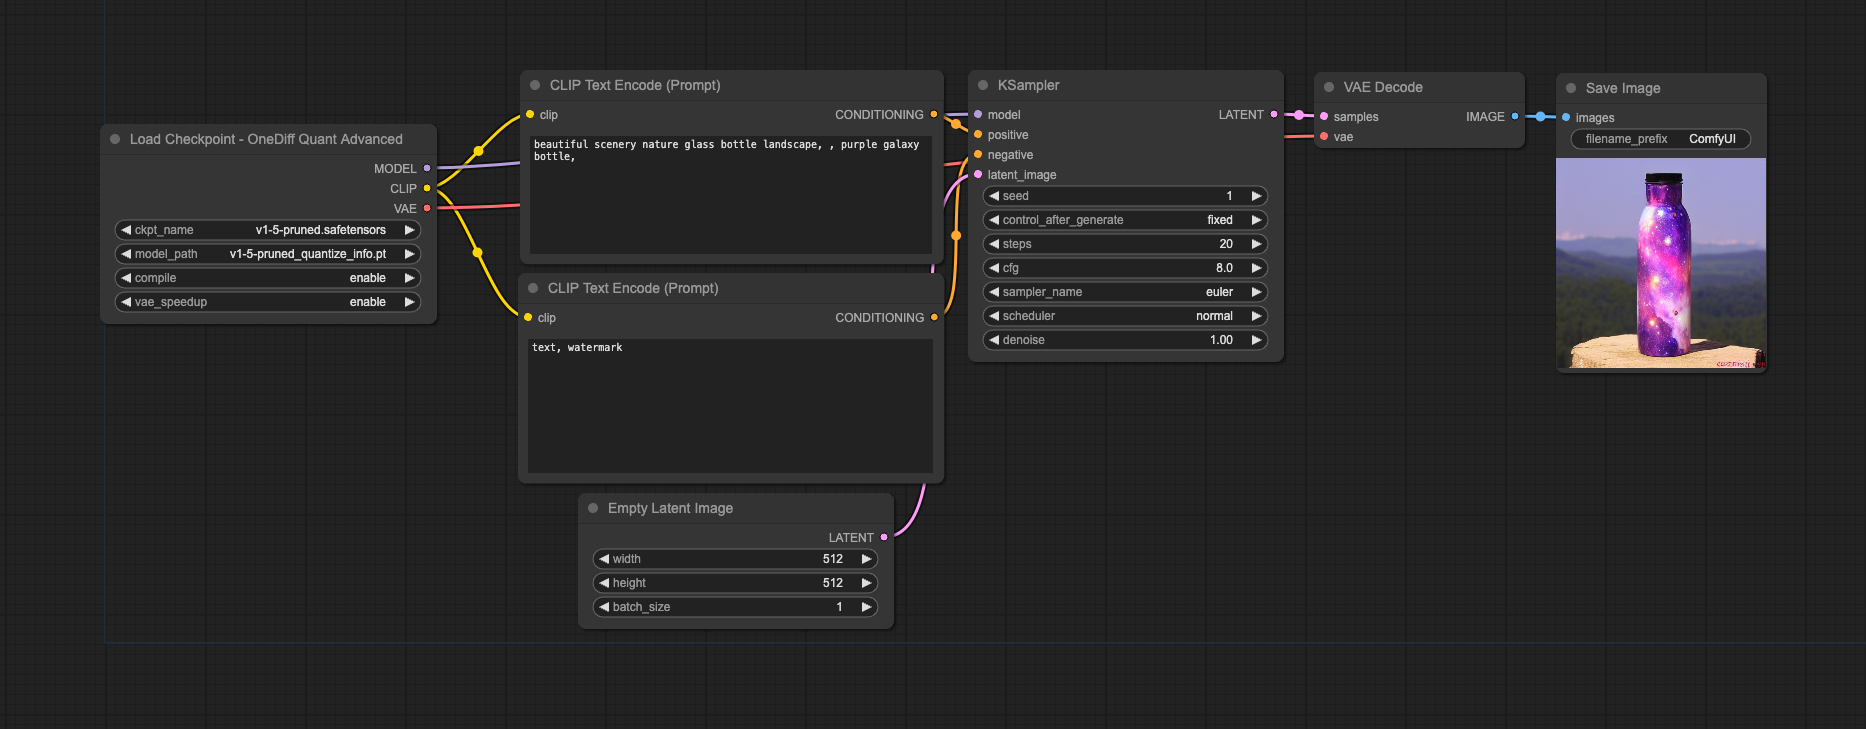 Load Checkpoint - OneDiff Quant Advanced
MODEL
CLIP
VAE
ckpt_name v1-5-pruned.safetensors
model_path v1-5-pruned_quantize_info.pt
compile enable
vae_speedup enable
CLIP Text Encode (Prompt)
clip CONDITIONING
beautiful scenery nature glass bottle landscape, , purple galaxy
bottle,
CLIP Text Encode (Prompt)
clip CONDITIONING
text, watermark
Empty Latent Image
LATENT
width 512
height 512
batch_size 1
KSampler
model LATENT
positive
negative
latent_image
seed 1
control_after_generate fixed
steps 20
cfg 8.0
sampler_name euler
scheduler normal
denoise 1.00
VAE Decode
samples IMAGE
vae
Save Image
images
filename_prefix ComfyUI